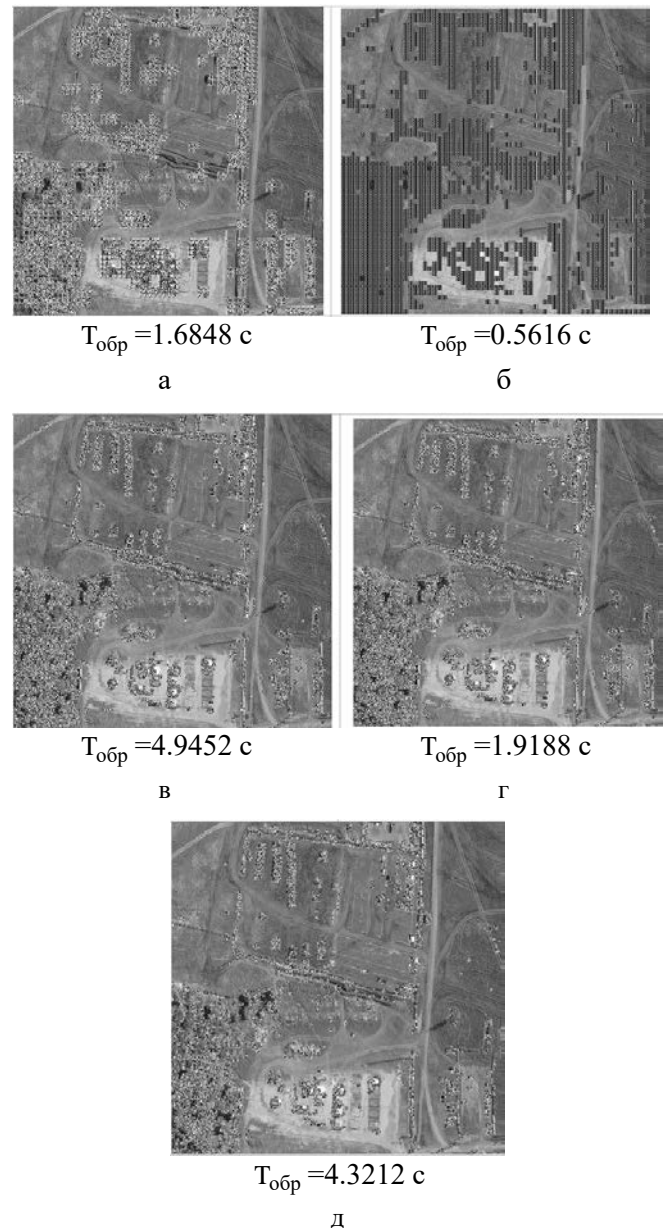 Tобр =1.6848 с Tобр =0.5616 с
а б
Tобр =4.9452 с Tобр =1.9188 с
в г
Tобр =4.3212 с
д